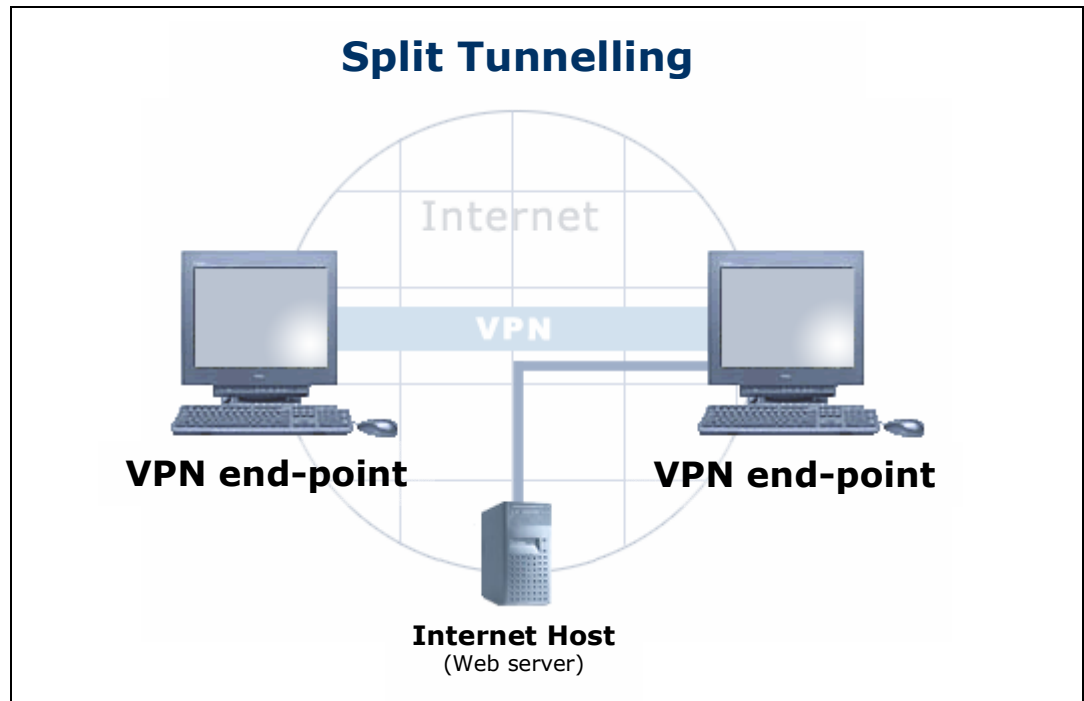 Split Tunnelling
Internet
VPN
VPN end-point
VPN end-point
Internet Host
(Web server)